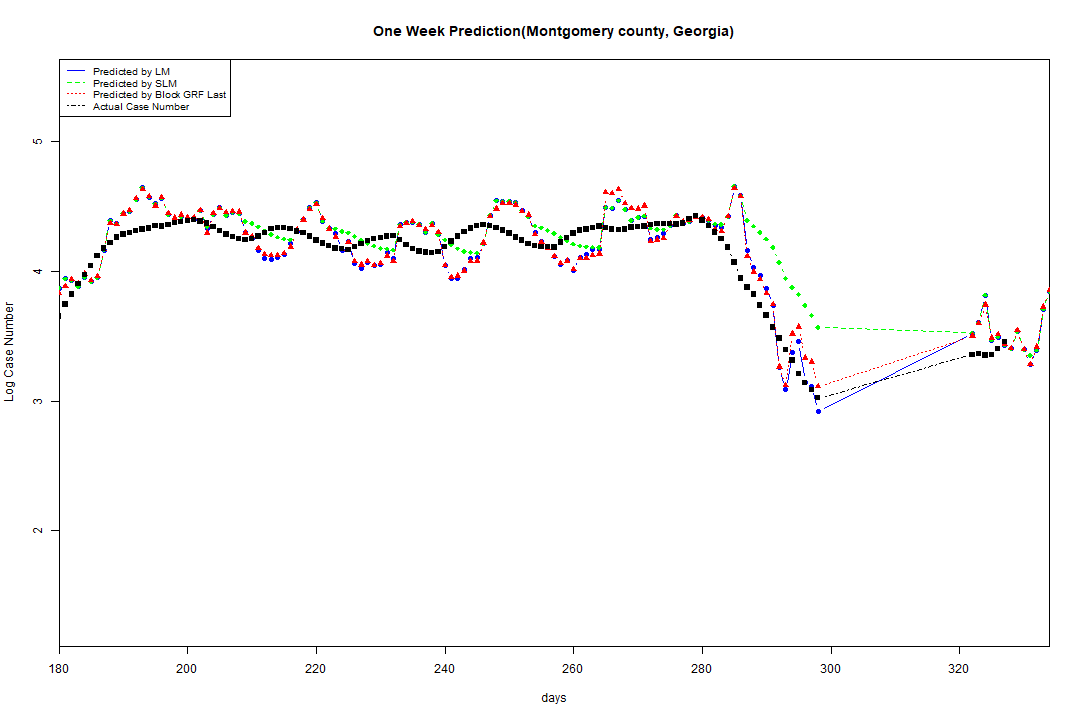 One Week Prediction(Montgomery county, Georgia)
Predicted by LM
Predicted by SLM
Predicted by Block GRF Last
Actual Case Number
5
4
3
2
Log Case Number
180 200 220 240 260 280 300 320
days